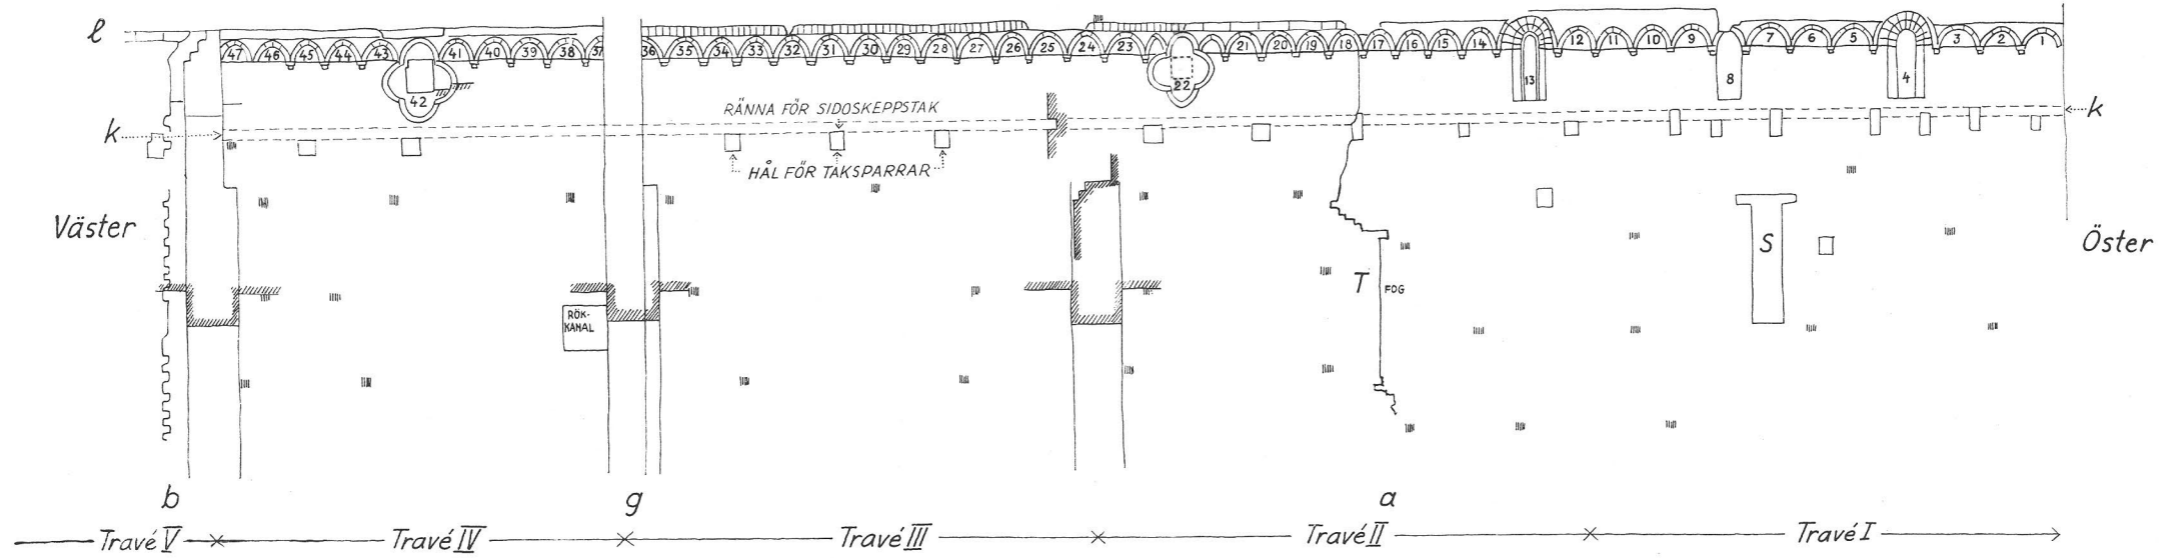 l
47 46 45 44 43 42 41 40 39 38 37 36 35 34 33 32 31 30 29 28 27 26 25 24 23 22 21 20 19 18 17 16 15 14 13 12 11 10 9 8 7 6 5 4 3 2 1
RÄNNA FÖR SIDOSKEPPSTAK
k
k
HÅL FÖR TAKSPARRAR
Väster
S
Öster
T
FOG
RÖK-
KANAL
b
g
a
Travé V
Travé IV
Travé III
Travé II
Travé I